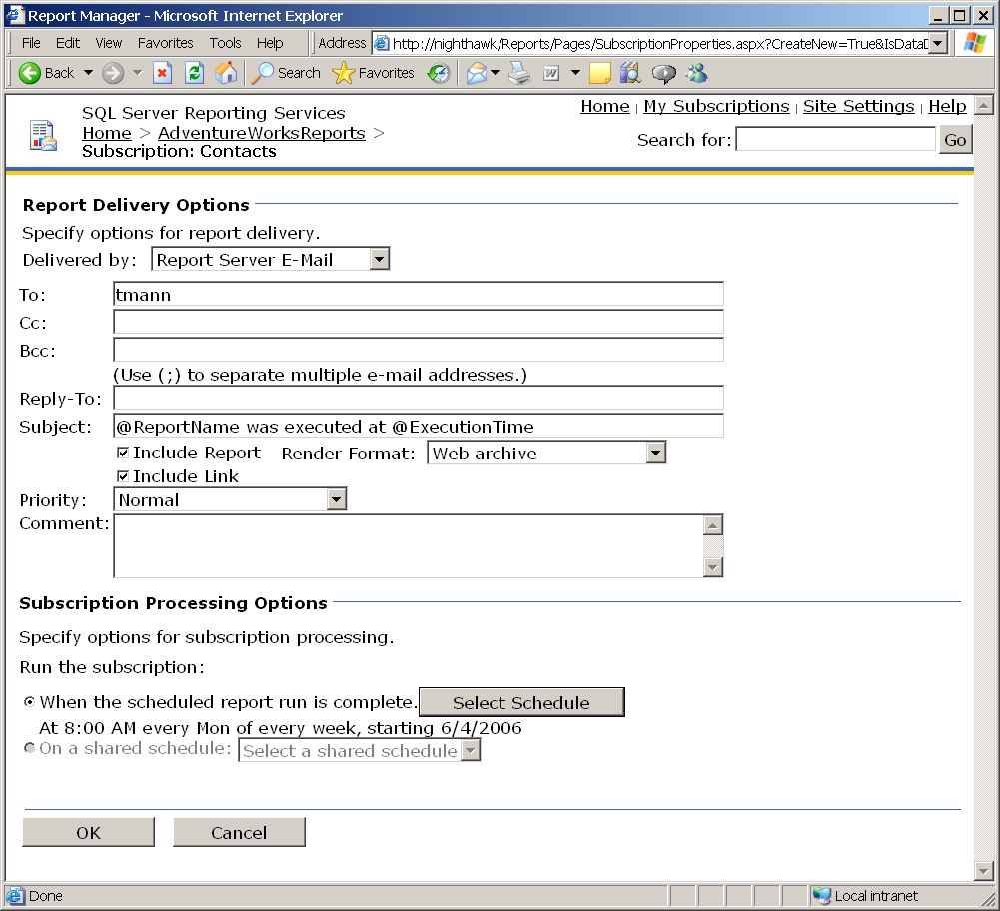 Report Manager - Microsoft Internet Explorer
File Edit View Favorites Tools Help Address http://nighthawk/Reports/Pages/SubscriptionProperties.aspx?CreateNew=True&IsDataD
Back Search Favorites
SQL Server Reporting Services
Home | My Subscriptions | Site Settings | Help
Home > AdventureWorksReports >
Subscription: Contacts
Search for: Go
Report Delivery Options
Specify options for report delivery.
Delivered by: Report Server E-Mail
To: tmann
Cc:
Bcc:
(Use (;) to separate multiple e-mail addresses.)
Reply-To:
Subject: @ReportName was executed at @ExecutionTime
Include Report Render Format: Web archive
Include Link
Priority: Normal
Comment:
Subscription Processing Options
Specify options for subscription processing.
Run the subscription:
When the scheduled report run is complete. Select Schedule
At 8:00 AM every Mon of every week, starting 6/4/2006
On a shared schedule: Select a shared schedule
OK Cancel
Done Local intranet